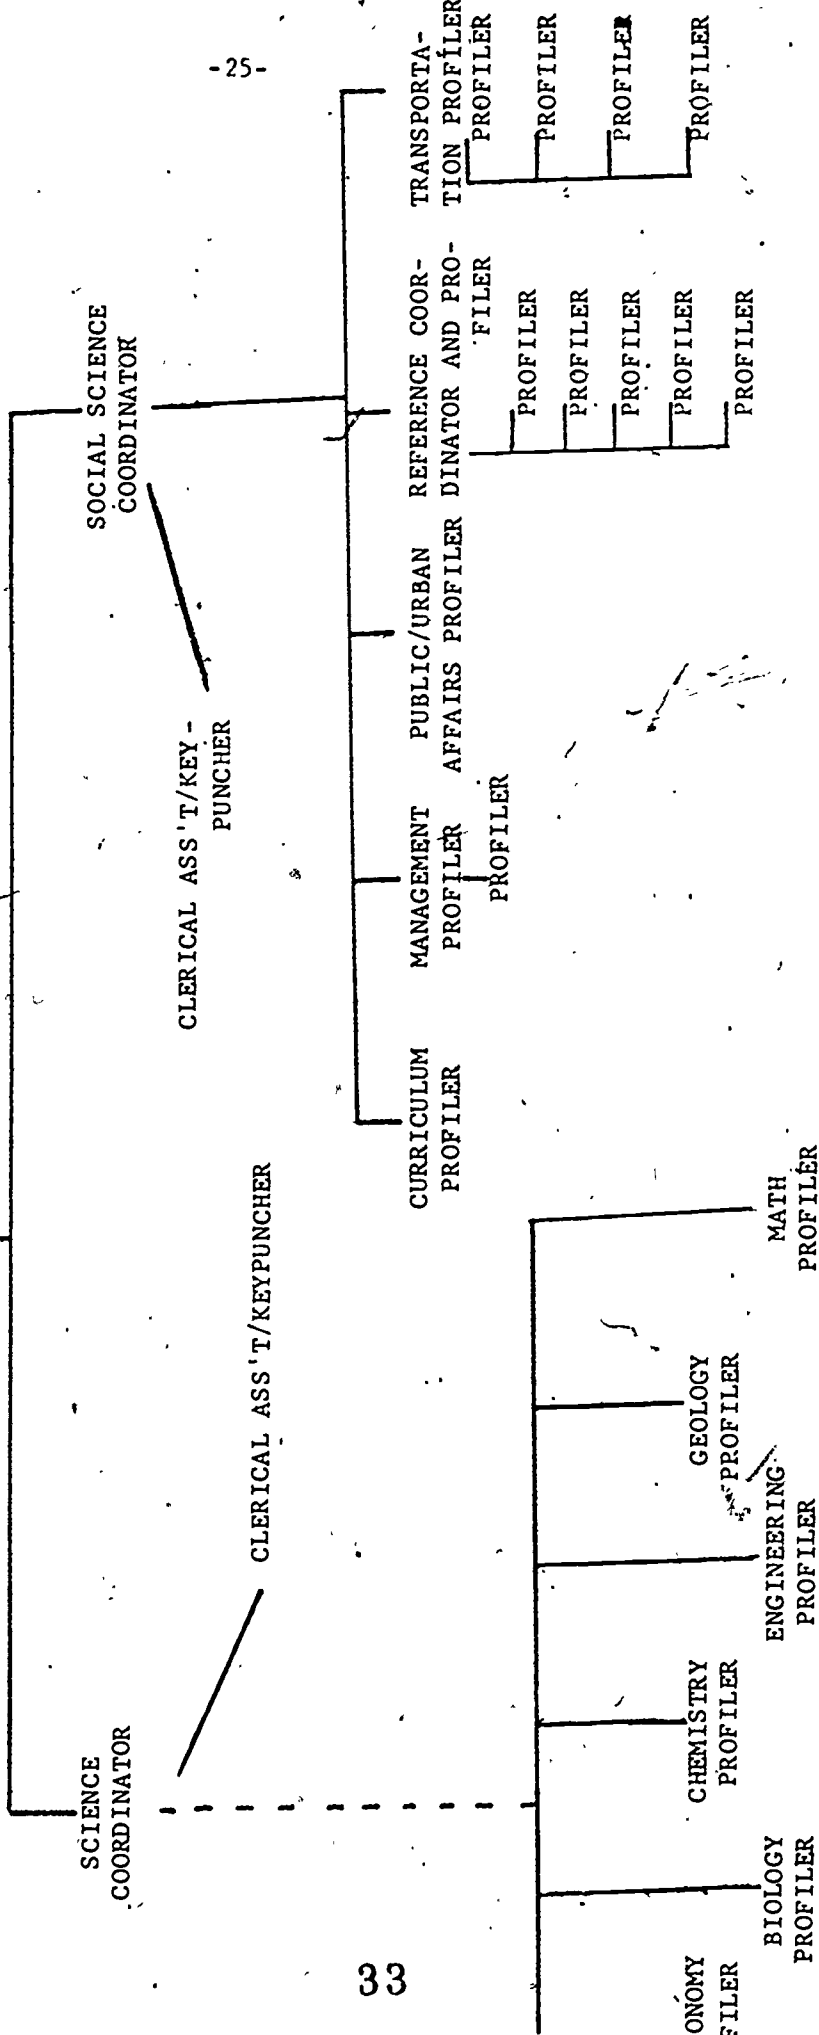 -25-
SCIENCE
COORDINATOR
SOCIAL SCIENCE
COORDINATOR
CLERICAL ASS'T/KEYPUNCHER
CLERICAL ASS'T/KEY-
PUNCHER
CURRICULUM
PROFILER
MANAGEMENT
PROFILER
PROFILER
PUBLIC/URBAN
AFFAIRS PROFILER
REFERENCE COOR-
DINATOR AND PRO-
FILER
PROFILER
PROFILER
PROFILER
PROFILER
PROFILER
TRANSPORTA-
TION PROFILER
PROFILER
PROFILER
PROFILER
PROFILER
ONOMY
FILER
BIOLOGY
PROFILER
CHEMISTRY
PROFILER
ENGINEERING
PROFILER
GEOLOGY
PROFILER
MATH
PROFILER
33